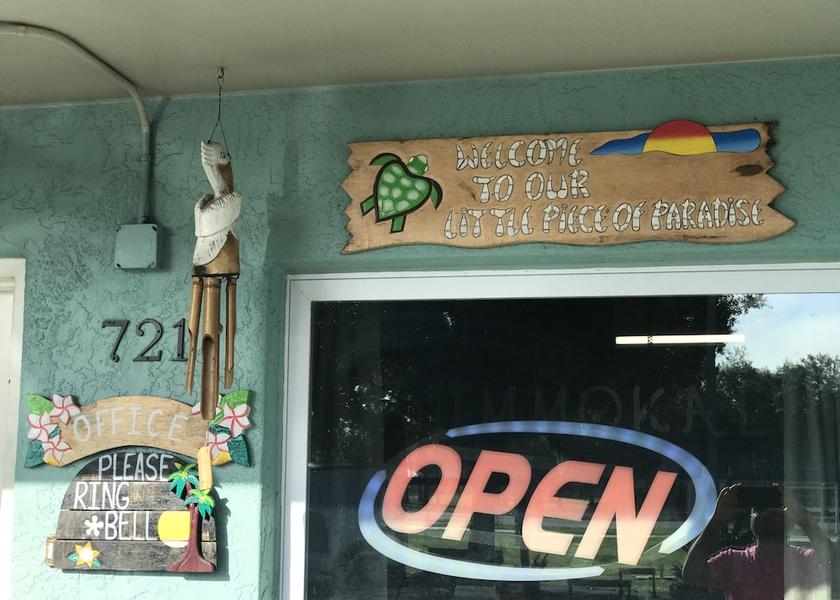 WELCOME
TO OUR
LITTLE PIECE OF PARADISE
721
OFFICE
PLEASE
RING
*BELL
OPEN